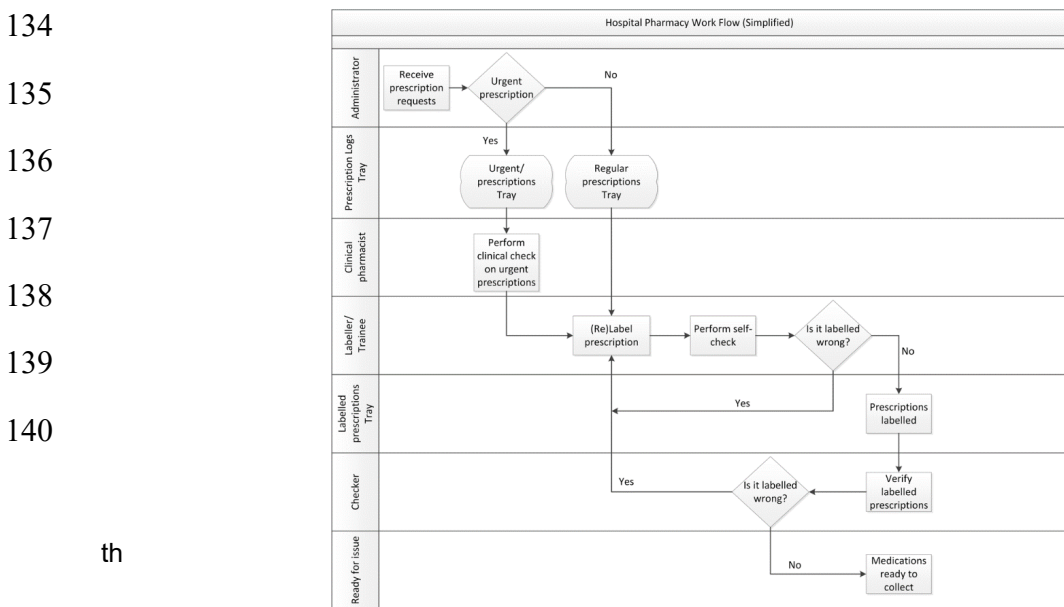 134
135
136
137
138
139
140
th
Hospital Pharmacy Work Flow (Simplified)
Administrator
Receive
prescription
requests
Urgent
prescription
No
Yes
Prescription Logs
Tray
Urgent/
prescriptions
Tray
Regular
prescriptions
Tray
Clinical
pharmacist
Perform
clinical check
on urgent
prescriptions
Labeller/
Trainee
(Re)Label
prescription
Perform self-
check
Is it labelled
wrong?
No
Labelled
prescriptions
Tray
Yes
Prescriptions
labelled
Checker
Yes
Is it labelled
wrong?
Verify
labelled
prescriptions
Ready for issue
No
Medications
ready to
collect